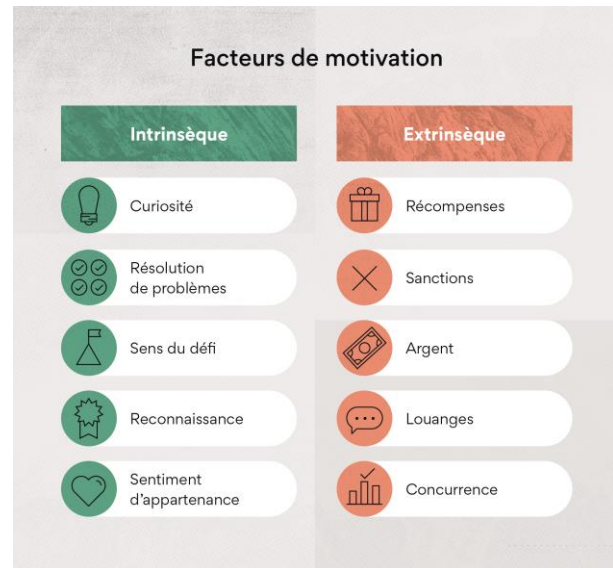 Facteurs de motivation
Intrinsèque
Curiosité
Résolution
de problèmes
Sens du défi
Reconnaissance
Sentiment
d'appartenance
Extrinsèque
Récompenses
Sanctions
Argent
Louanges
Concurrence